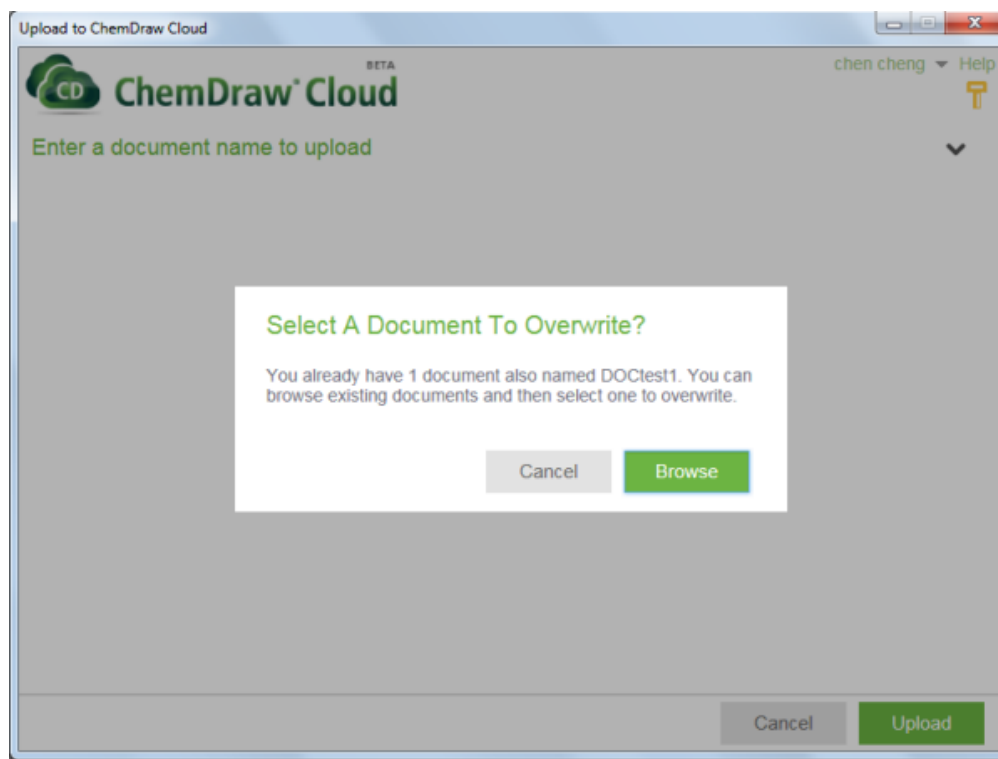 Upload to ChemDraw Cloud
BETA
chen cheng Help
CD ChemDraw® Cloud
Enter a document name to upload
Select A Document To Overwrite?
You already have 1 document also named DOCtest1. You can
browse existing documents and then select one to overwrite.
Cancel Browse
Cancel Upload